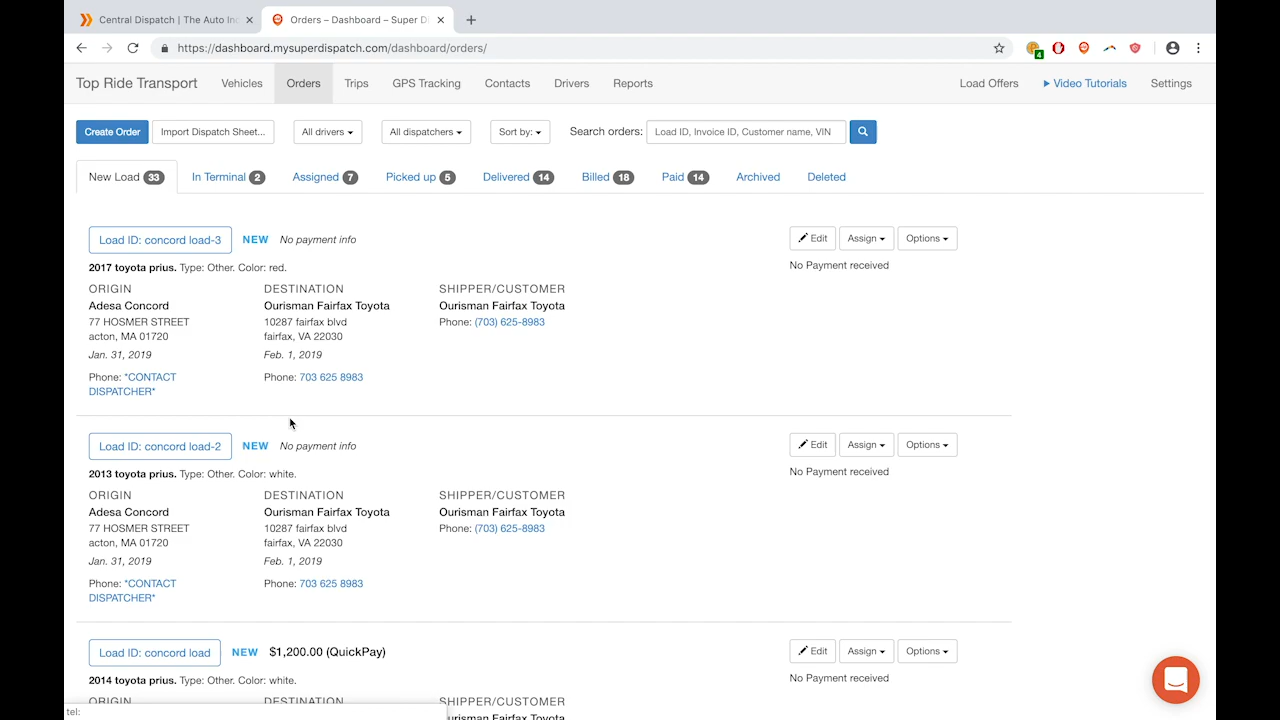 Central Dispatch | The Auto In
Orders – Dashboard – Super D
https://dashboard.mysuperdispatch.com/dashboard/orders/
4
Top Ride Transport Vehicles Orders Trips GPS Tracking Contacts Drivers Reports Load Offers Video Tutorials Settings
Create Order Import Dispatch Sheet... All drivers All dispatchers Sort by: Search orders: Load ID, Invoice ID, Customer name, VIN
New Load 33 In Terminal 2 Assigned 7 Picked up 5 Delivered 14 Billed 18 Paid 14 Archived Deleted
Load ID: concord load-3 NEW No payment info Edit Assign Options
No Payment received
2017 toyota prius. Type: Other. Color: red.
ORIGIN DESTINATION SHIPPER/CUSTOMER
Adesa Concord Ourisman Fairfax Toyota Ourisman Fairfax Toyota
77 HOSMER STREET 10287 fairfax blvd Phone: (703) 625-8983
acton, MA 01720 fairfax, VA 22030
Jan. 31, 2019 Feb. 1, 2019
Phone: *CONTACT Phone: 703 625 8983
DISPATCHER*
Load ID: concord load-2 NEW No payment info Edit Assign Options
No Payment received
2013 toyota prius. Type: Other. Color: white.
ORIGIN DESTINATION SHIPPER/CUSTOMER
Adesa Concord Ourisman Fairfax Toyota Ourisman Fairfax Toyota
77 HOSMER STREET 10287 fairfax blvd Phone: (703) 625-8983
acton, MA 01720 fairfax, VA 22030
Jan. 31, 2019 Feb. 1, 2019
Phone: *CONTACT Phone: 703 625 8983
DISPATCHER*
Load ID: concord load NEW $1,200.00 (QuickPay) Edit Assign Options
No Payment received
2014 toyota prius. Type: Other. Color: white.
ORIGIN DESTINATION SHIPPER/CUSTOMER
urisman Fairfax Toyota
tel: